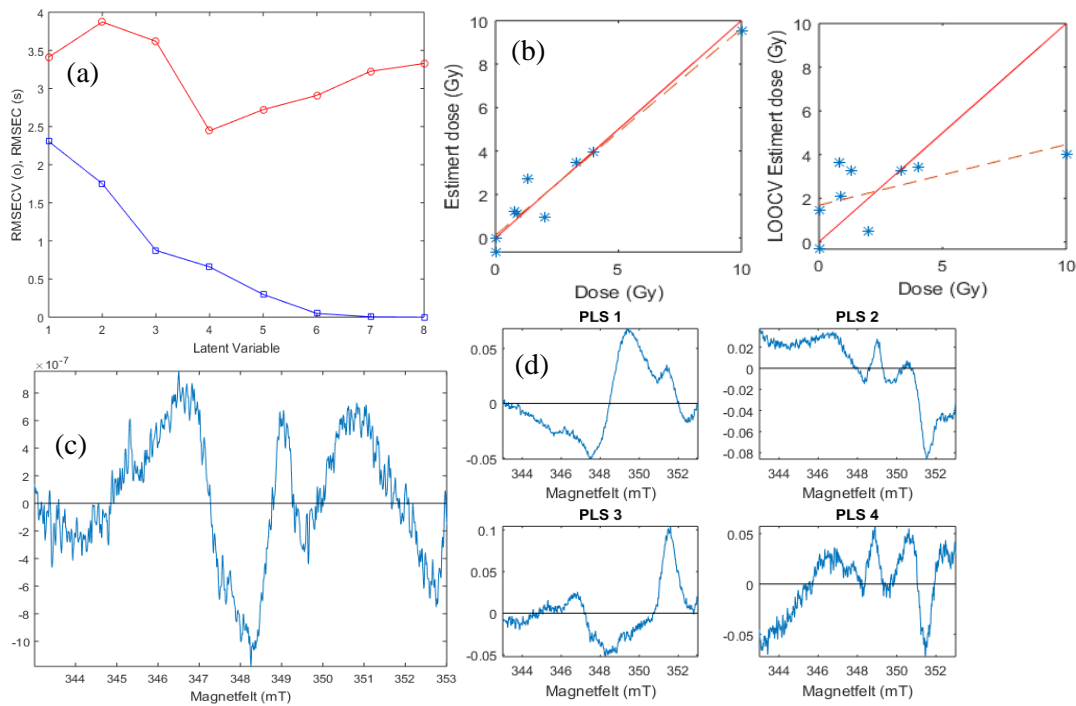 (a)
4
3.5
3
2.5
2
1.5
1
0.5
0
RMSECV (o), RMSEC (s)
1 2 3 4 5 6 7 8
Latent Variable
(b)
10
8
6
4
2
0
Estimert dose (Gy)
0 5 10
Dose (Gy)
10
8
6
4
2
0
LOOCV Estimert dose (Gy)
0 5 10
Dose (Gy)
(c)
×10-7
8
6
4
2
0
-2
-4
-6
-8
-10
344 345 346 347 348 349 350 351 352 353
Magnetfelt (mT)
(d)
PLS 1
0.05
0
-0.05
344 346 348 350 352
Magnetfelt (mT)
PLS 2
0.02
0
-0.02
-0.04
-0.06
-0.08
344 346 348 350 352
Magnetfelt (mT)
PLS 3
0.1
0.05
0
-0.05
344 346 348 350 352
Magnetfelt (mT)
PLS 4
0.05
0
-0.05
344 346 348 350 352
Magnetfelt (mT)